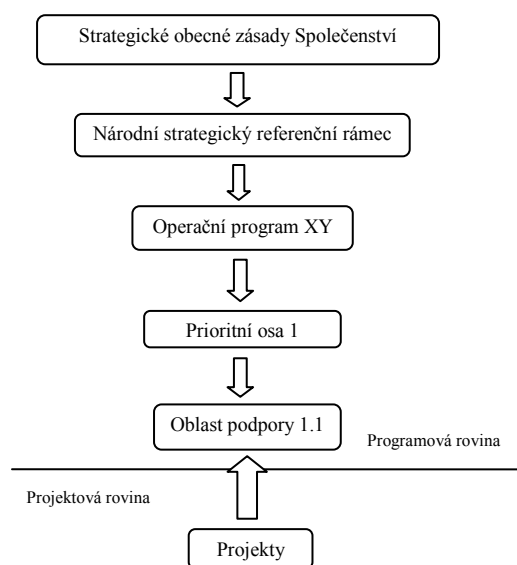 Strategické obecné zásady Společenství
Národní strategický referenční rámec
Operační program XY
Prioritní osa 1
Oblast podpory 1.1
Programová rovina
Projektová rovina
Projekty